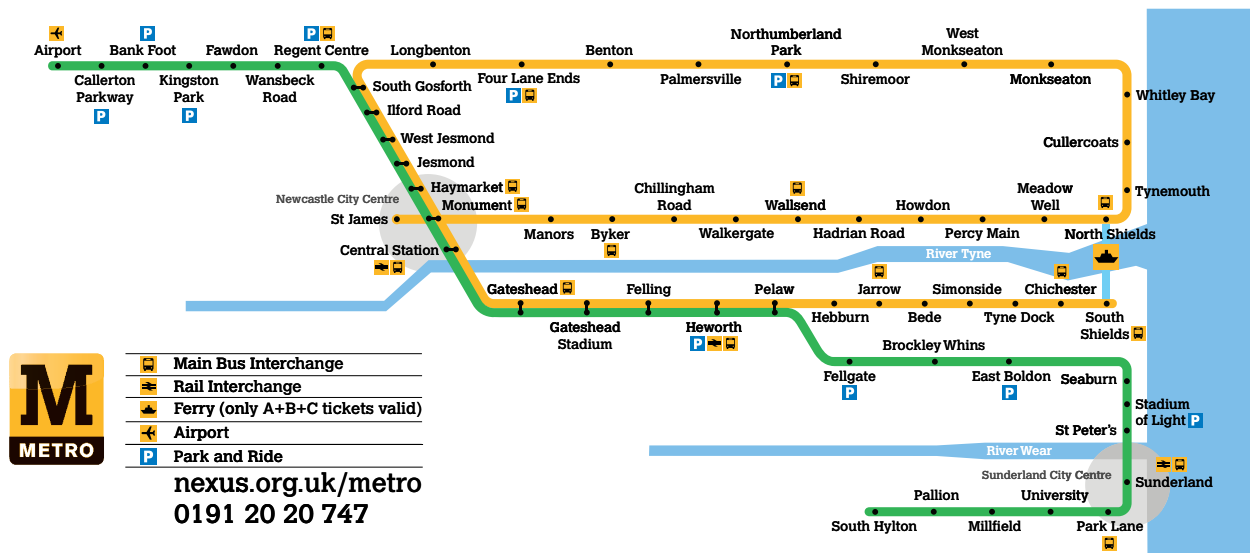 Airport
Callerton
Parkway
Bank Foot
Kingston
Park
Fawdon
Wansbeck
Road
Regent Centre
Longbenton
Four Lane Ends
Benton
Palmersville
Northumberland
Park
Shiremoor
West
Monkseaton
Monkseaton
Whitley Bay
Cullercoats
Tynemouth
South Gosforth
Ilford Road
West Jesmond
Jesmond
Haymarket
Newcastle City Centre
Monument
St James
Central Station
Manors
Byker
Chillingham
Road
Walkergate
Wallsend
Hadrian Road
Howdon
Percy Main
Meadow
Well
North Shields
River Tyne
Gateshead
Gateshead
Stadium
Felling
Heworth
Pelaw
Hebburn
Jarrow
Bede
Simonside
Tyne Dock
Chichester
South
Shields
Fellgate
Brockley Whins
East Boldon
Seaburn
Stadium
of Light
St Peter's
River Wear
Sunderland City Centre
Sunderland
Park Lane
University
Millfield
Pallion
South Hylton
M
METRO
Main Bus Interchange
Rail Interchange
Ferry (only A+B+C tickets valid)
Airport
P Park and Ride
nexus.org.uk/metro
0191 20 20 747